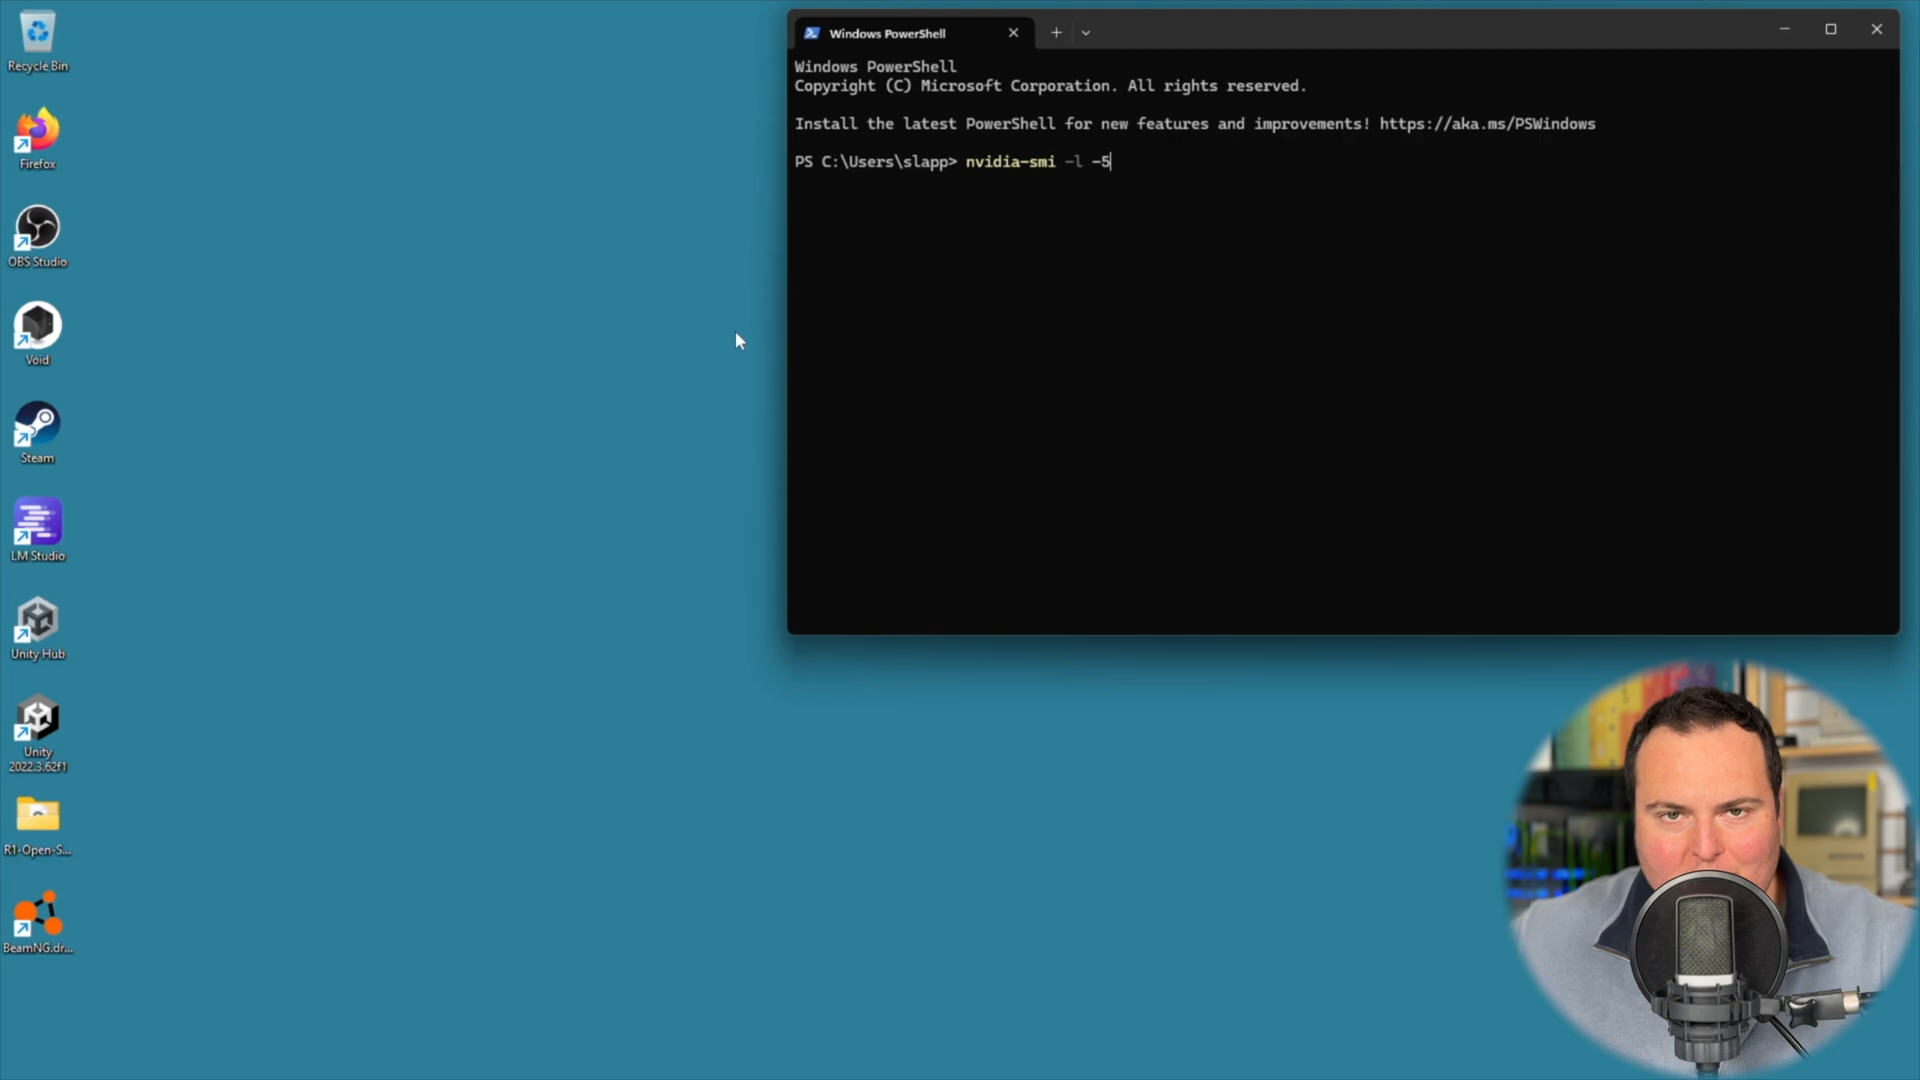 Recycle Bin
Firefox
OBS Studio
Void
Steam
LM Studio
Unity Hub
Unity
2022.3.62f1
R1-Open-S...
BeamNG.dr...
Windows PowerShell
Windows PowerShell
Copyright (C) Microsoft Corporation. All rights reserved.
Install the latest PowerShell for new features and improvements! https://aka.ms/PSWindows
PS C:\Users\slapp> nvidia-smi -l -5